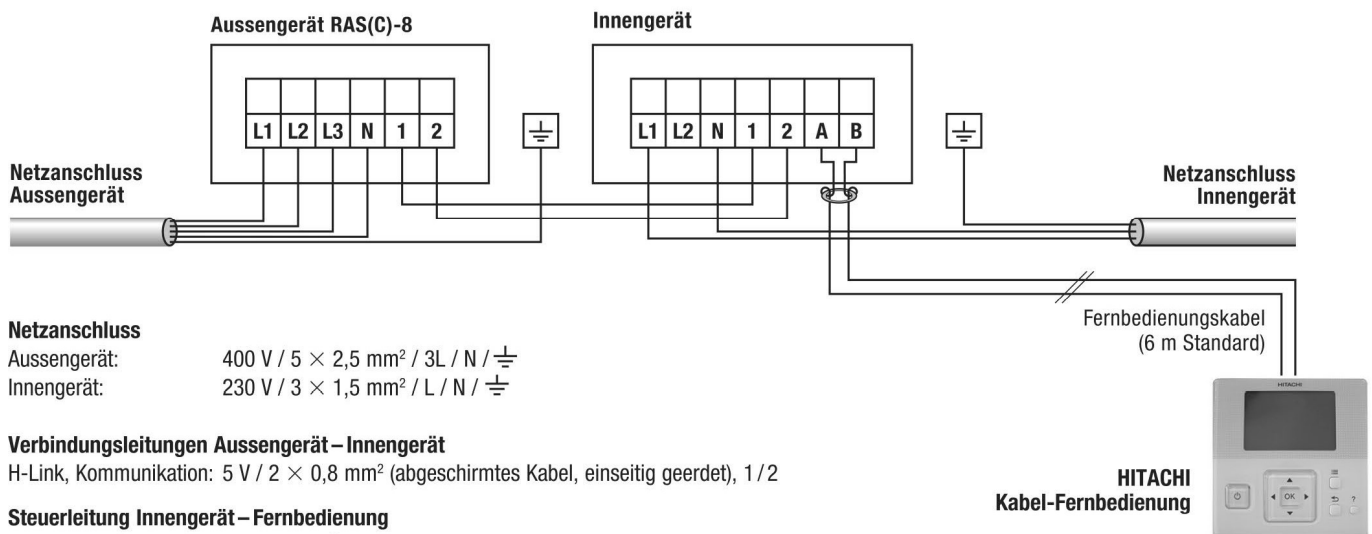 Aussengerät RAS(C)-8
Innengerät
L1 L2 L3 N 1 2
L1 L2 N 1 2 A B
Netzanschluss
Aussengerät
Netzanschluss
Innengerät
Fernbedienungskabel
(6 m Standard)
Netzanschluss
Aussengerät: 400 V / 5 × 2,5 mm² / 3L / N / ⏚
Innengerät: 230 V / 3 × 1,5 mm² / L / N / ⏚
Verbindungsleitungen Aussengerät – Innengerät
H-Link, Kommunikation: 5 V / 2 × 0,8 mm² (abgeschirmtes Kabel, einseitig geerdet), 1 / 2
Steuerleitung Innengerät – Fernbedienung
HITACHI
Kabel-Fernbedienung
HITACHI
OK
?